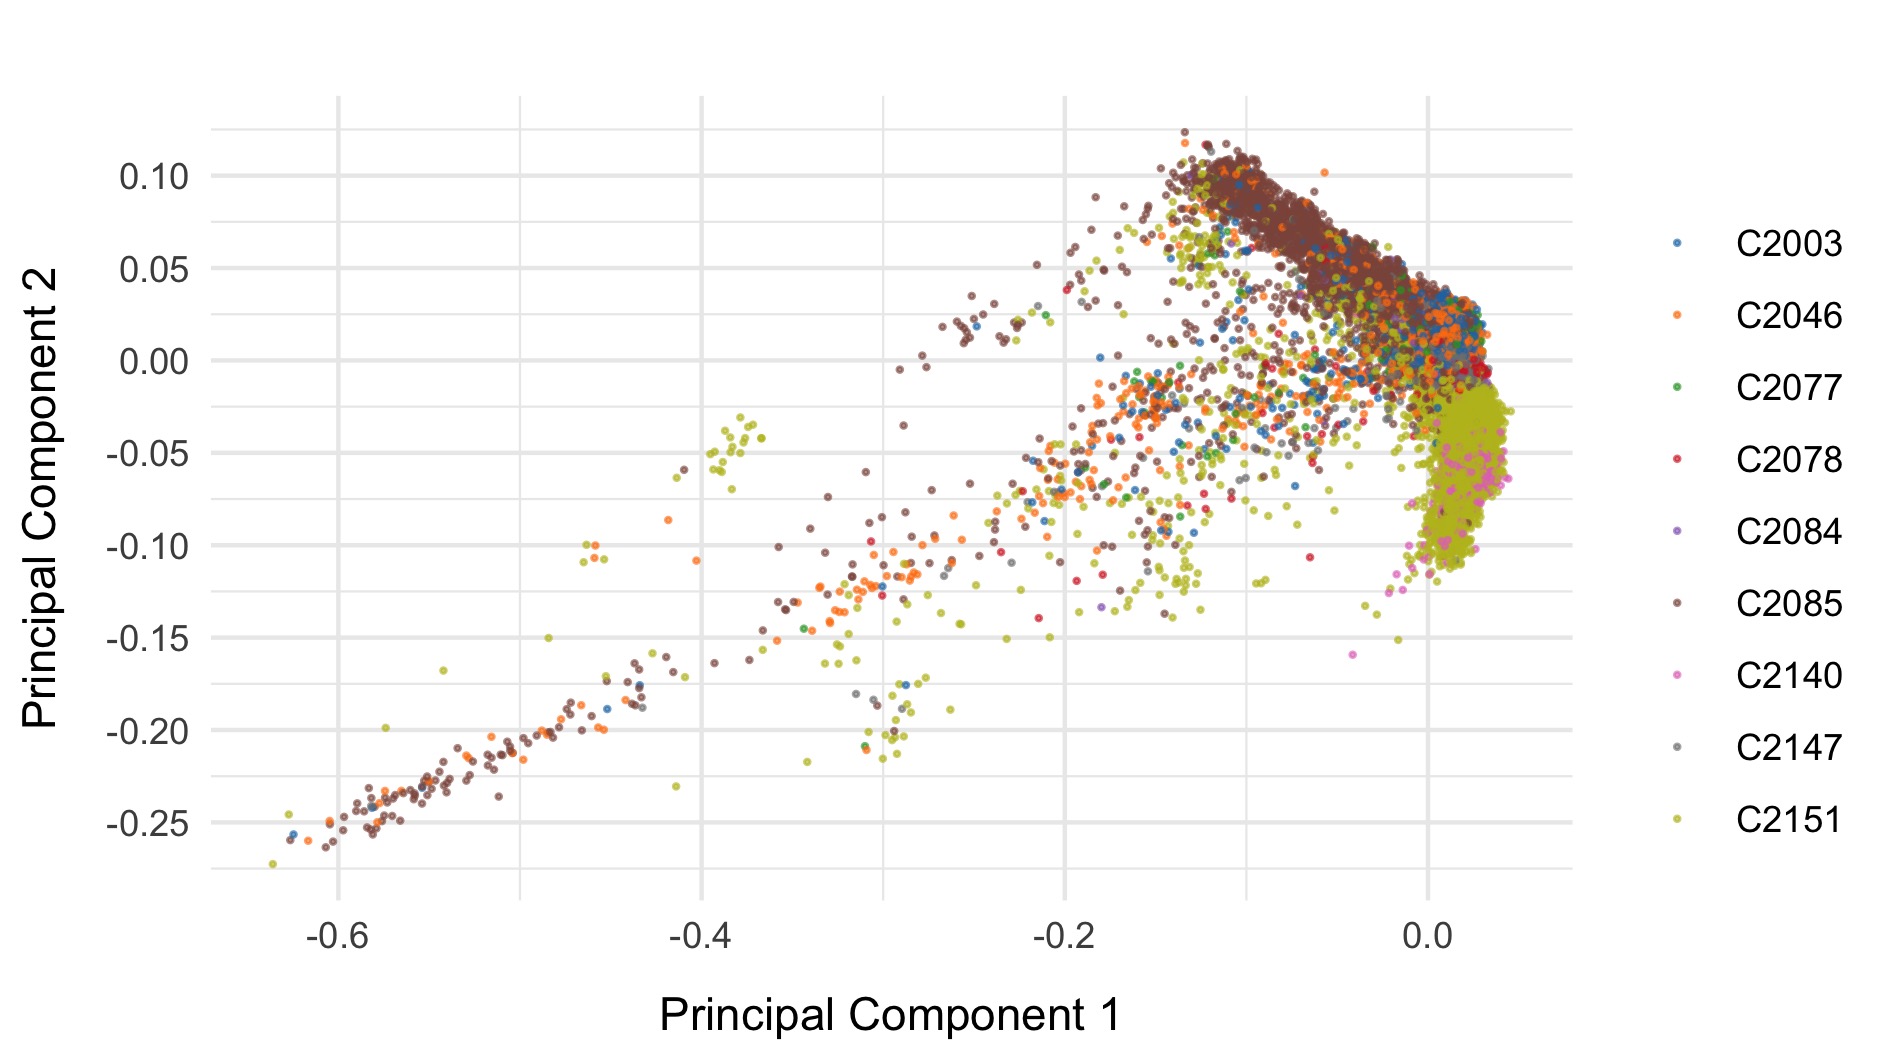 Principal Component 2
0.10
0.05
0.00
-0.05
-0.10
-0.15
-0.20
-0.25
-0.6
-0.4
-0.2
0.0
Principal Component 1
C2003
C2046
C2077
C2078
C2084
C2085
C2140
C2147
C2151